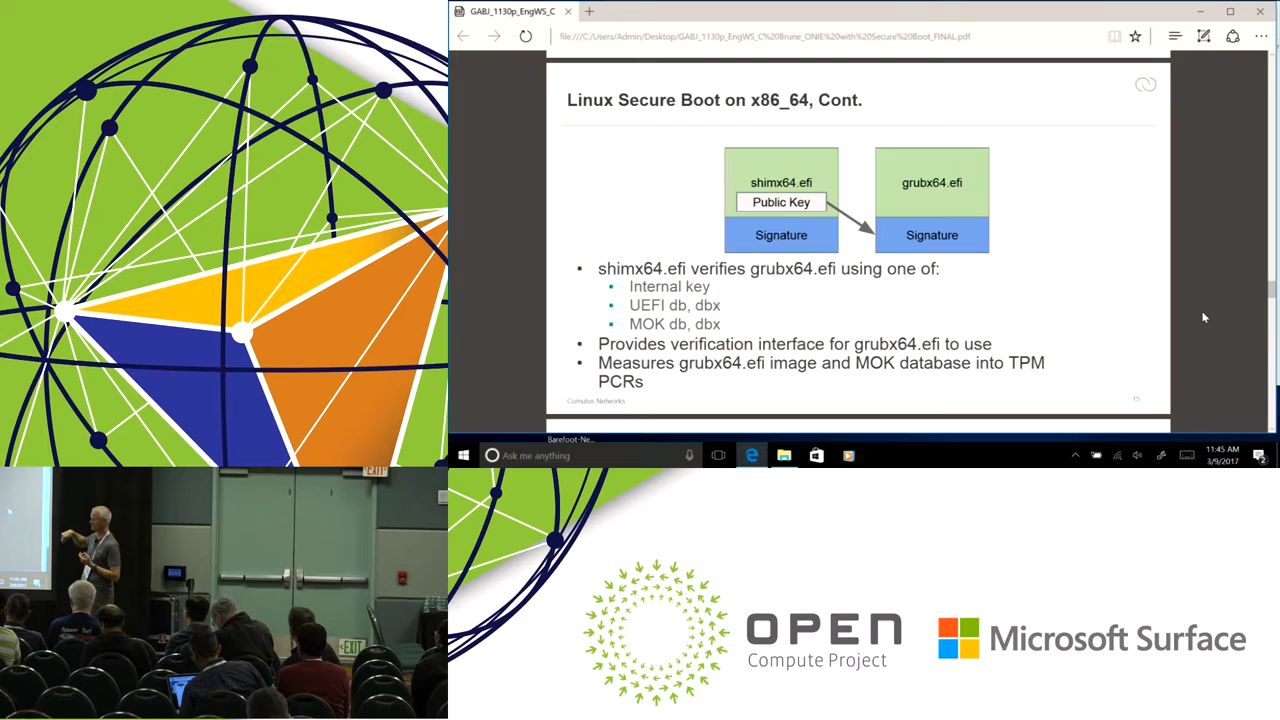 GABJ_1130p_EngWS_C
file:///C:/Users/Admin/Desktop/GABJ_1130p_EngWS_C%20Brune_ONIE%20with%20Secure%20Boot_FINAL.pdf
Linux Secure Boot on x86_64, Cont.
shimx64.efi
grubx64.efi
Public Key
Signature
Signature
• shimx64.efi verifies grubx64.efi using one of:
Internal key
UEFI db, dbx
MOK db, dbx
• Provides verification interface for grubx64.efi to use
• Measures grubx64.efi image and MOK database into TPM
PCRs
Cumulus Networks
15
Barefoot-Ne...
Ask me anything
11:45 AM
3/9/2017
2
EXIT
EXIT
OPEN
Compute Project
Microsoft Surface